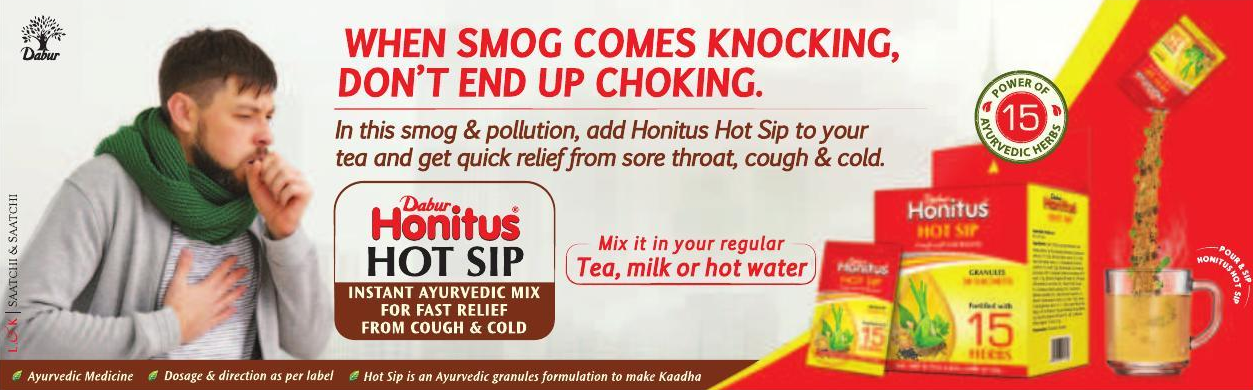 Dabur
WHEN SMOG COMES KNOCKING,
DON'T END UP CHOKING.
In this smog & pollution, add Honitus Hot Sip to your
tea and get quick relief from sore throat, cough & cold.
Dabur
Honitus®
HOT SIP
INSTANT AYURVEDIC MIX
FOR FAST RELIEF
FROM COUGH & COLD
Mix it in your regular
Tea, milk or hot water
POWER OF
15
AYURVEDIC HERBS
Dabur
Honitus
HOT SIP
GRANULES
Fortified with
15
HERBS
Honitus
HOT SIP
15
Honitus
HOT SIP
POUR & SIP
HONITUS HOT SIP
SAATCHI & SAATCHI
Ayurvedic Medicine
Dosage & direction as per label
Hot Sip is an Ayurvedic granules formulation to make Kaadha